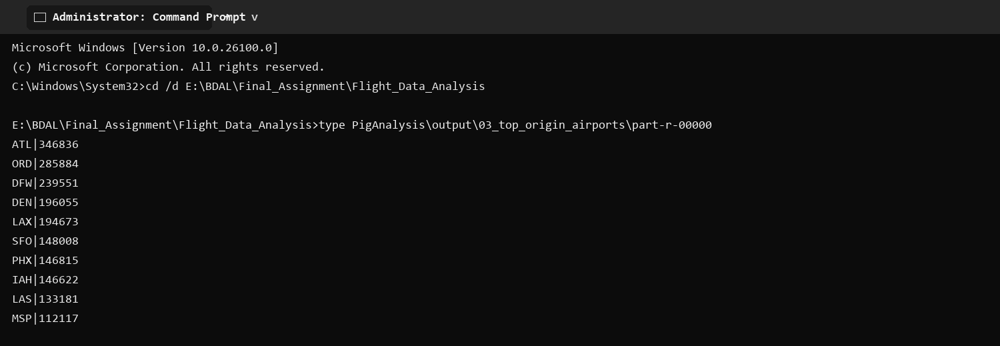 Administrator: Command Prompt v
Microsoft Windows [Version 10.0.26100.0]
(c) Microsoft Corporation. All rights reserved.
C:\Windows\System32>cd /d E:\BDAL\Final_Assignment\Flight_Data_Analysis
E:\BDAL\Final_Assignment\Flight_Data_Analysis>type PigAnalysis\output\03_top_origin_airports\part-r-00000
ATL|346836
ORD|285884
DFW|239551
DEN|196055
LAX|194673
SFO|148008
PHX|146815
IAH|146622
LAS|133181
MSP|112117